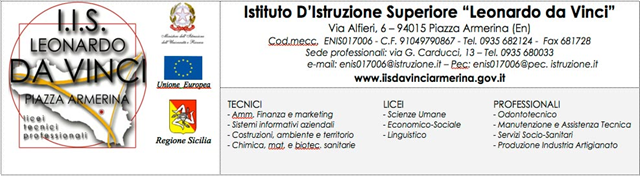 I.I.S.
LEONARDO
DA VINCI
PIAZZA ARMERINA
licei
tecnici
professionali
Unione Europea
Regione Sicilia
Istituto D'Istruzione Superiore "Leonardo da Vinci"
Via Alfieri, 6 – 94015 Piazza Armerina (En)
Cod.mecc. ENIS017006 - C.F. 91049790867 - Tel. 0935 682124 - Fax 681728
Sede professionali: via G. Carducci, 13 – Tel. 0935 680033
e-mail: enis017006@istruzione.it – Pec: enis017006@pec. istruzione.it
www.iisdavinciarmerina.gov.it
TECNICI
- Amm. Finanza e marketing
- Sistemi informativi aziendali
- Costruzioni, ambiente e territorio
- Chimica, mat. e biotec. sanitarie
LICEI
- Scienze Umane
- Economico-Sociale
- Linguistico
PROFESSIONALI
- Odontotecnico
- Manutenzione e Assistenza Tecnica
- Servizi Socio-Sanitari
- Produzione Industria Artigianato